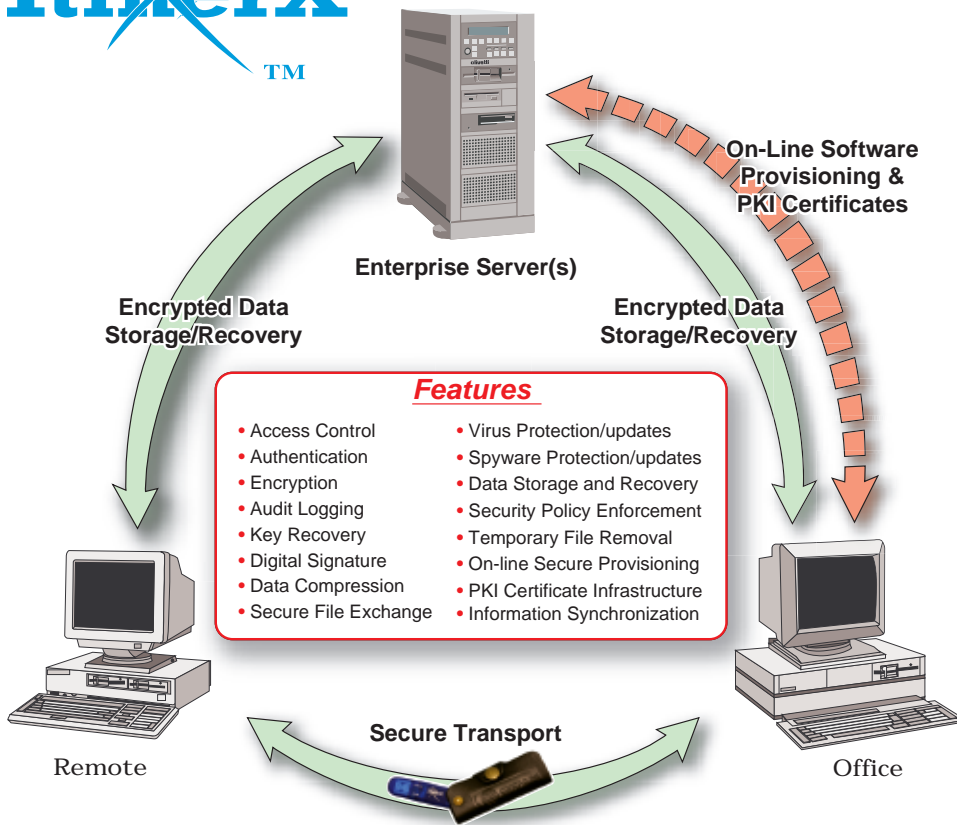 TM
olivetti
On-Line Software
Provisioning &
PKI Certificates
Enterprise Server(s)
Encrypted Data
Storage/Recovery
Encrypted Data
Storage/Recovery
Features
• Access Control
• Authentication
• Encryption
• Audit Logging
• Key Recovery
• Digital Signature
• Data Compression
• Secure File Exchange
• Virus Protection/updates
• Spyware Protection/updates
• Data Storage and Recovery
• Security Policy Enforcement
• Temporary File Removal
• On-line Secure Provisioning
• PKI Certificate Infrastructure
• Information Synchronization
Secure Transport
Remote
Office